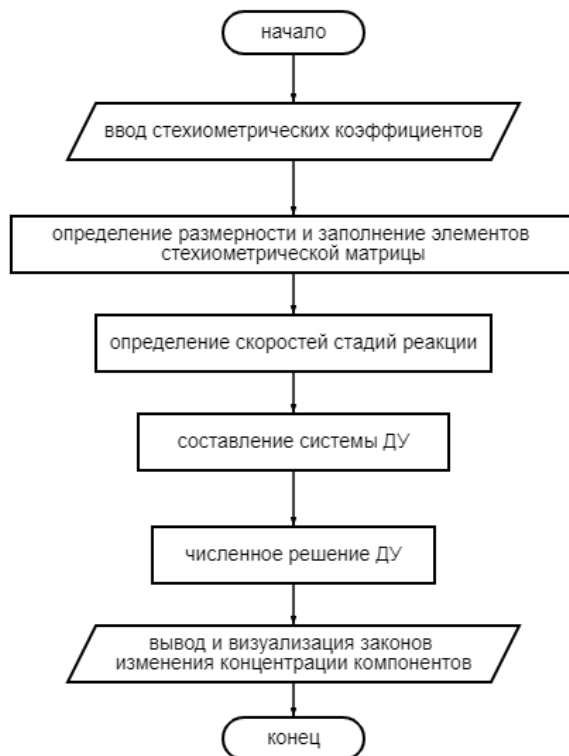 начало
ввод стехиометрических коэффициентов
определение размерности и заполнение элементов
стехиометрической матрицы
определение скоростей стадий реакции
составление системы ДУ
численное решение ДУ
вывод и визуализация законов
изменения концентрации компонентов
конец